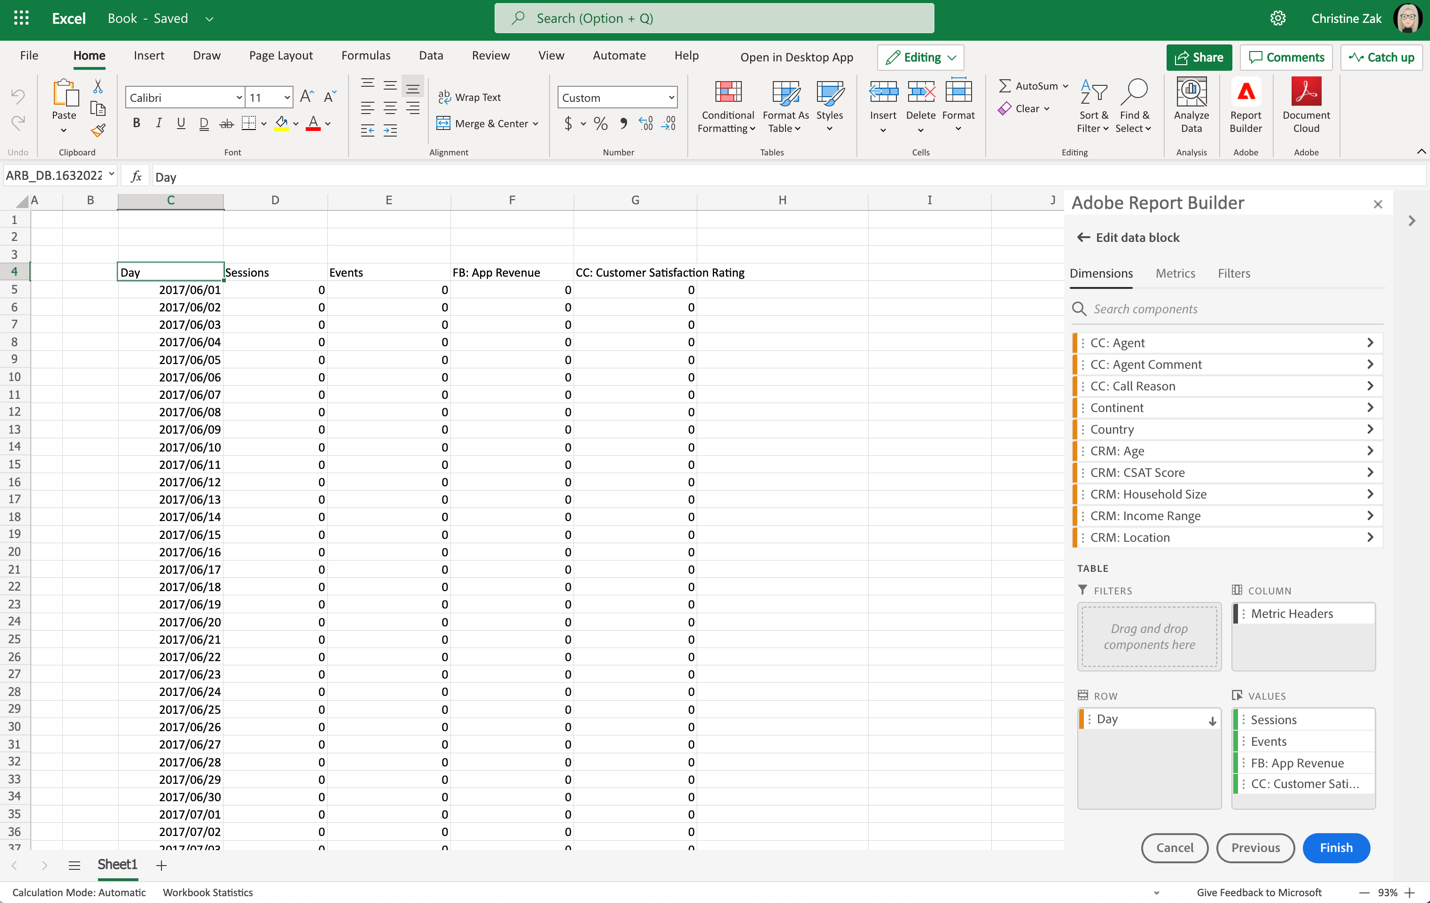 Excel Book - Saved Search (Option + Q) Christine Zak
File Home Insert Draw Page Layout Formulas Data Review View Automate Help Open in Desktop App Editing Share Comments Catch up
Paste Calibri 11 A^ Aˇ Wrap Text Custom Conditional Formatting Format As Table Styles Insert Delete Format AutoSum Clear Sort & Filter Find & Select Analyze Data Report Builder Document Cloud
B I U D ab A Merge & Center $ % 9 .00 .00
Undo Clipboard Font Alignment Number Tables Cells Editing Analysis Adobe Adobe
ARB_DB.1632022 fx Day
A B C D E F G H I J
1
2
3
4 Day Sessions Events FB: App Revenue CC: Customer Satisfaction Rating
5 2017/06/01 0 0 0 0
6 2017/06/02 0 0 0 0
7 2017/06/03 0 0 0 0
8 2017/06/04 0 0 0 0
9 2017/06/05 0 0 0 0
10 2017/06/06 0 0 0 0
11 2017/06/07 0 0 0 0
12 2017/06/08 0 0 0 0
13 2017/06/09 0 0 0 0
14 2017/06/10 0 0 0 0
15 2017/06/11 0 0 0 0
16 2017/06/12 0 0 0 0
17 2017/06/13 0 0 0 0
18 2017/06/14 0 0 0 0
19 2017/06/15 0 0 0 0
20 2017/06/16 0 0 0 0
21 2017/06/17 0 0 0 0
22 2017/06/18 0 0 0 0
23 2017/06/19 0 0 0 0
24 2017/06/20 0 0 0 0
25 2017/06/21 0 0 0 0
26 2017/06/22 0 0 0 0
27 2017/06/23 0 0 0 0
28 2017/06/24 0 0 0 0
29 2017/06/25 0 0 0 0
30 2017/06/26 0 0 0 0
31 2017/06/27 0 0 0 0
32 2017/06/28 0 0 0 0
33 2017/06/29 0 0 0 0
34 2017/06/30 0 0 0 0
35 2017/07/01 0 0 0 0
36 2017/07/02 0 0 0 0
37 2017/07/03 0 0 0 0
Adobe Report Builder
Edit data block
Dimensions Metrics Filters
Search components
CC: Agent
CC: Agent Comment
CC: Call Reason
Continent
Country
CRM: Age
CRM: CSAT Score
CRM: Household Size
CRM: Income Range
CRM: Location
TABLE
FILTERS
Drag and drop
components here
COLUMN
Metric Headers
ROW
Day
VALUES
Sessions
Events
FB: App Revenue
CC: Customer Sati...
Cancel Previous Finish
Sheet1
Calculation Mode: Automatic Workbook Statistics Give Feedback to Microsoft 93%